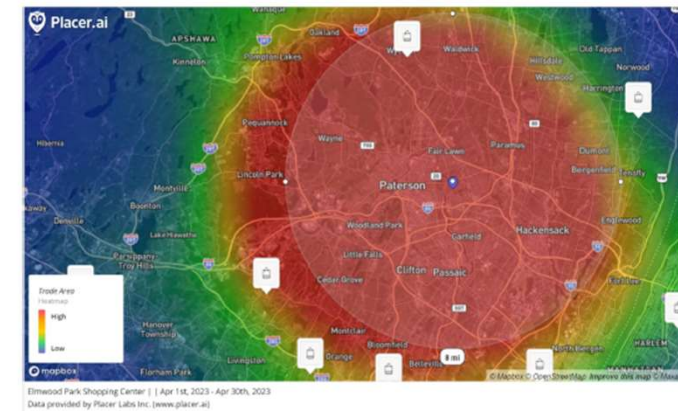 Placer.ai
Wanaque
Oakland
APSHAWA
Waldwick
Old Tappan
Kinnelon
Pompton Lakes
Hillsdale
Westwood
Norwood
Harrington
Pequannock
Wayne
Fair Lawn
Paramus
Dumont
Hibernia
Lincoln Park
Bergenfield
Tenafly
Paterson
Montville
Boonton
Denville
Lake Hiawatha
Woodland Park
Garfield
Hackensack
Englewood
Parsippany
Troy Hills
Little Falls
Clifton
Passaic
Cedar Grove
Fort Lee
Trade Area
Heatmap
High
Low
Hanover
Township
Montclair
Bloomfield
North Bergen
HARLEM
Livingston
Orange
Belleville
8 mi
MANHATTAN
Florham Park
mapbox
© Mapbox © OpenStreetMap Improve this map © Maxar
Elmwood Park Shopping Center | | Apr 1st, 2023 - Apr 30th, 2023
Data provided by Placer Labs Inc. (www.placer.ai)